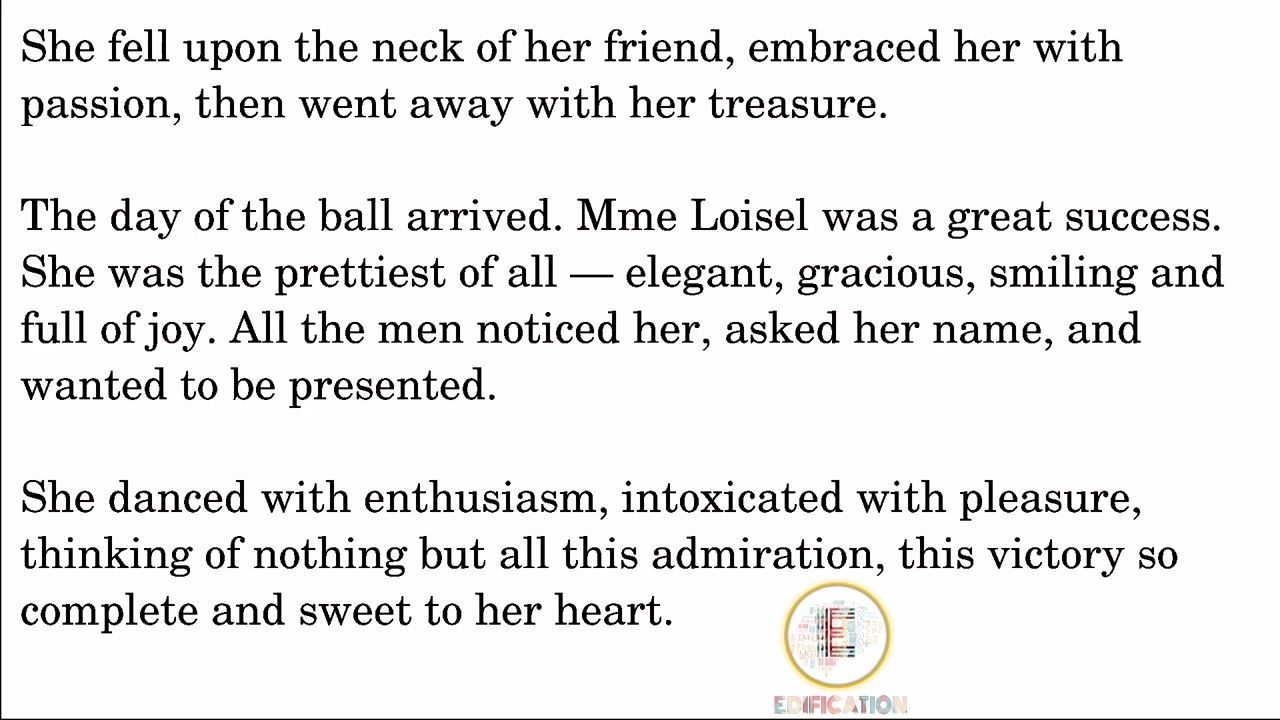 She fell upon the neck of her friend, embraced her with
passion, then went away with her treasure.
The day of the ball arrived. Mme Loisel was a great success.
She was the prettiest of all — elegant, gracious, smiling and
full of joy. All the men noticed her, asked her name, and
wanted to be presented.
She danced with enthusiasm, intoxicated with pleasure,
thinking of nothing but all this admiration, this victory so
complete and sweet to her heart.
E
EDIFICATION